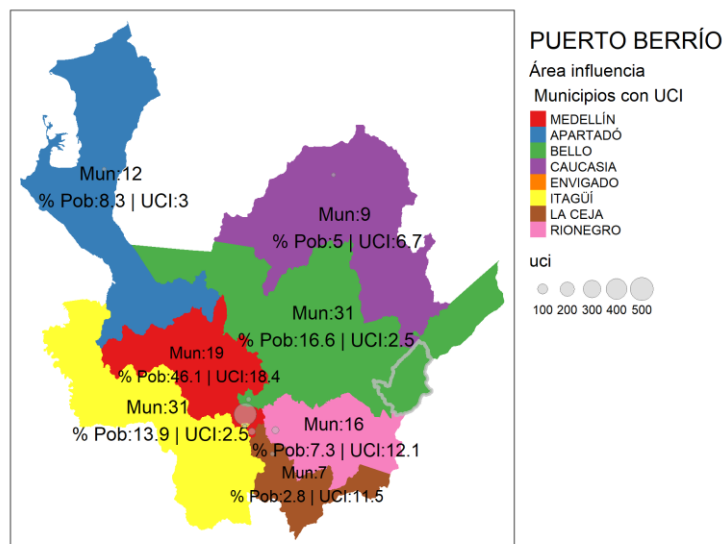 PUERTO BERRÍO
Área influencia
Municipios con UCI
MEDELLÍN
APARTADÓ
BELLO
CAUCASIA
ENVIGADO
ITAGÜÍ
LA CEJA
RIONEGRO
uci
100 200 300 400 500
Mun:12
% Pob:8.3 | UCI:3
Mun:9
% Pob:5 | UCI:6.7
Mun:31
% Pob:16.6 | UCI:2.5
Mun:19
% Pob:46.1 | UCI:18.4
Mun:31
% Pob:13.9 | UCI:2.5
Mun:16
% Pob:7.3 | UCI:12.1
Mun:7
% Pob:2.8 | UCI:11.5